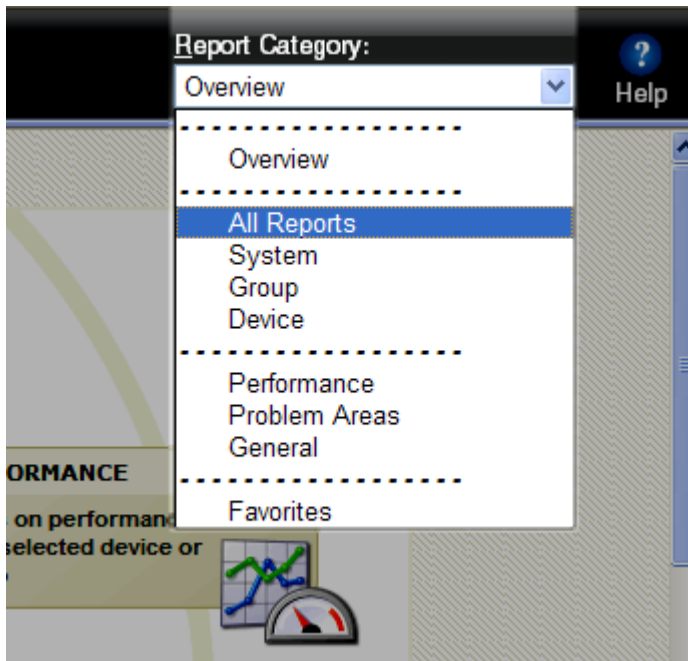 Report Category:
Overview
?
Help
- - - - - - - - - - - - - - - - - -
Overview
- - - - - - - - - - - - - - - - - -
All Reports
System
Group
Device
- - - - - - - - - - - - - - - - - -
Performance
Problem Areas
General
- - - - - - - - - - - - - - - - - -
Favorites
ORMANCE
on performan
selected device or